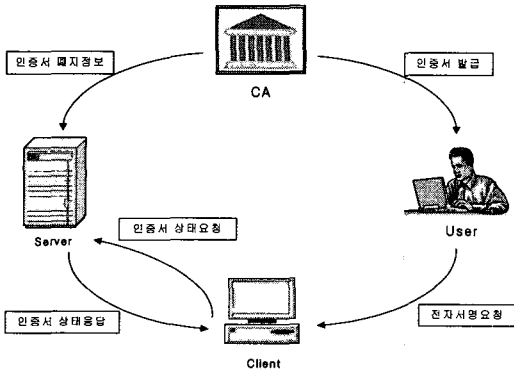 인증서 폐지정보
인증서 발급
CA
Server
인증서 상태요청
User
인증서 상태응답
전자서명요청
Client